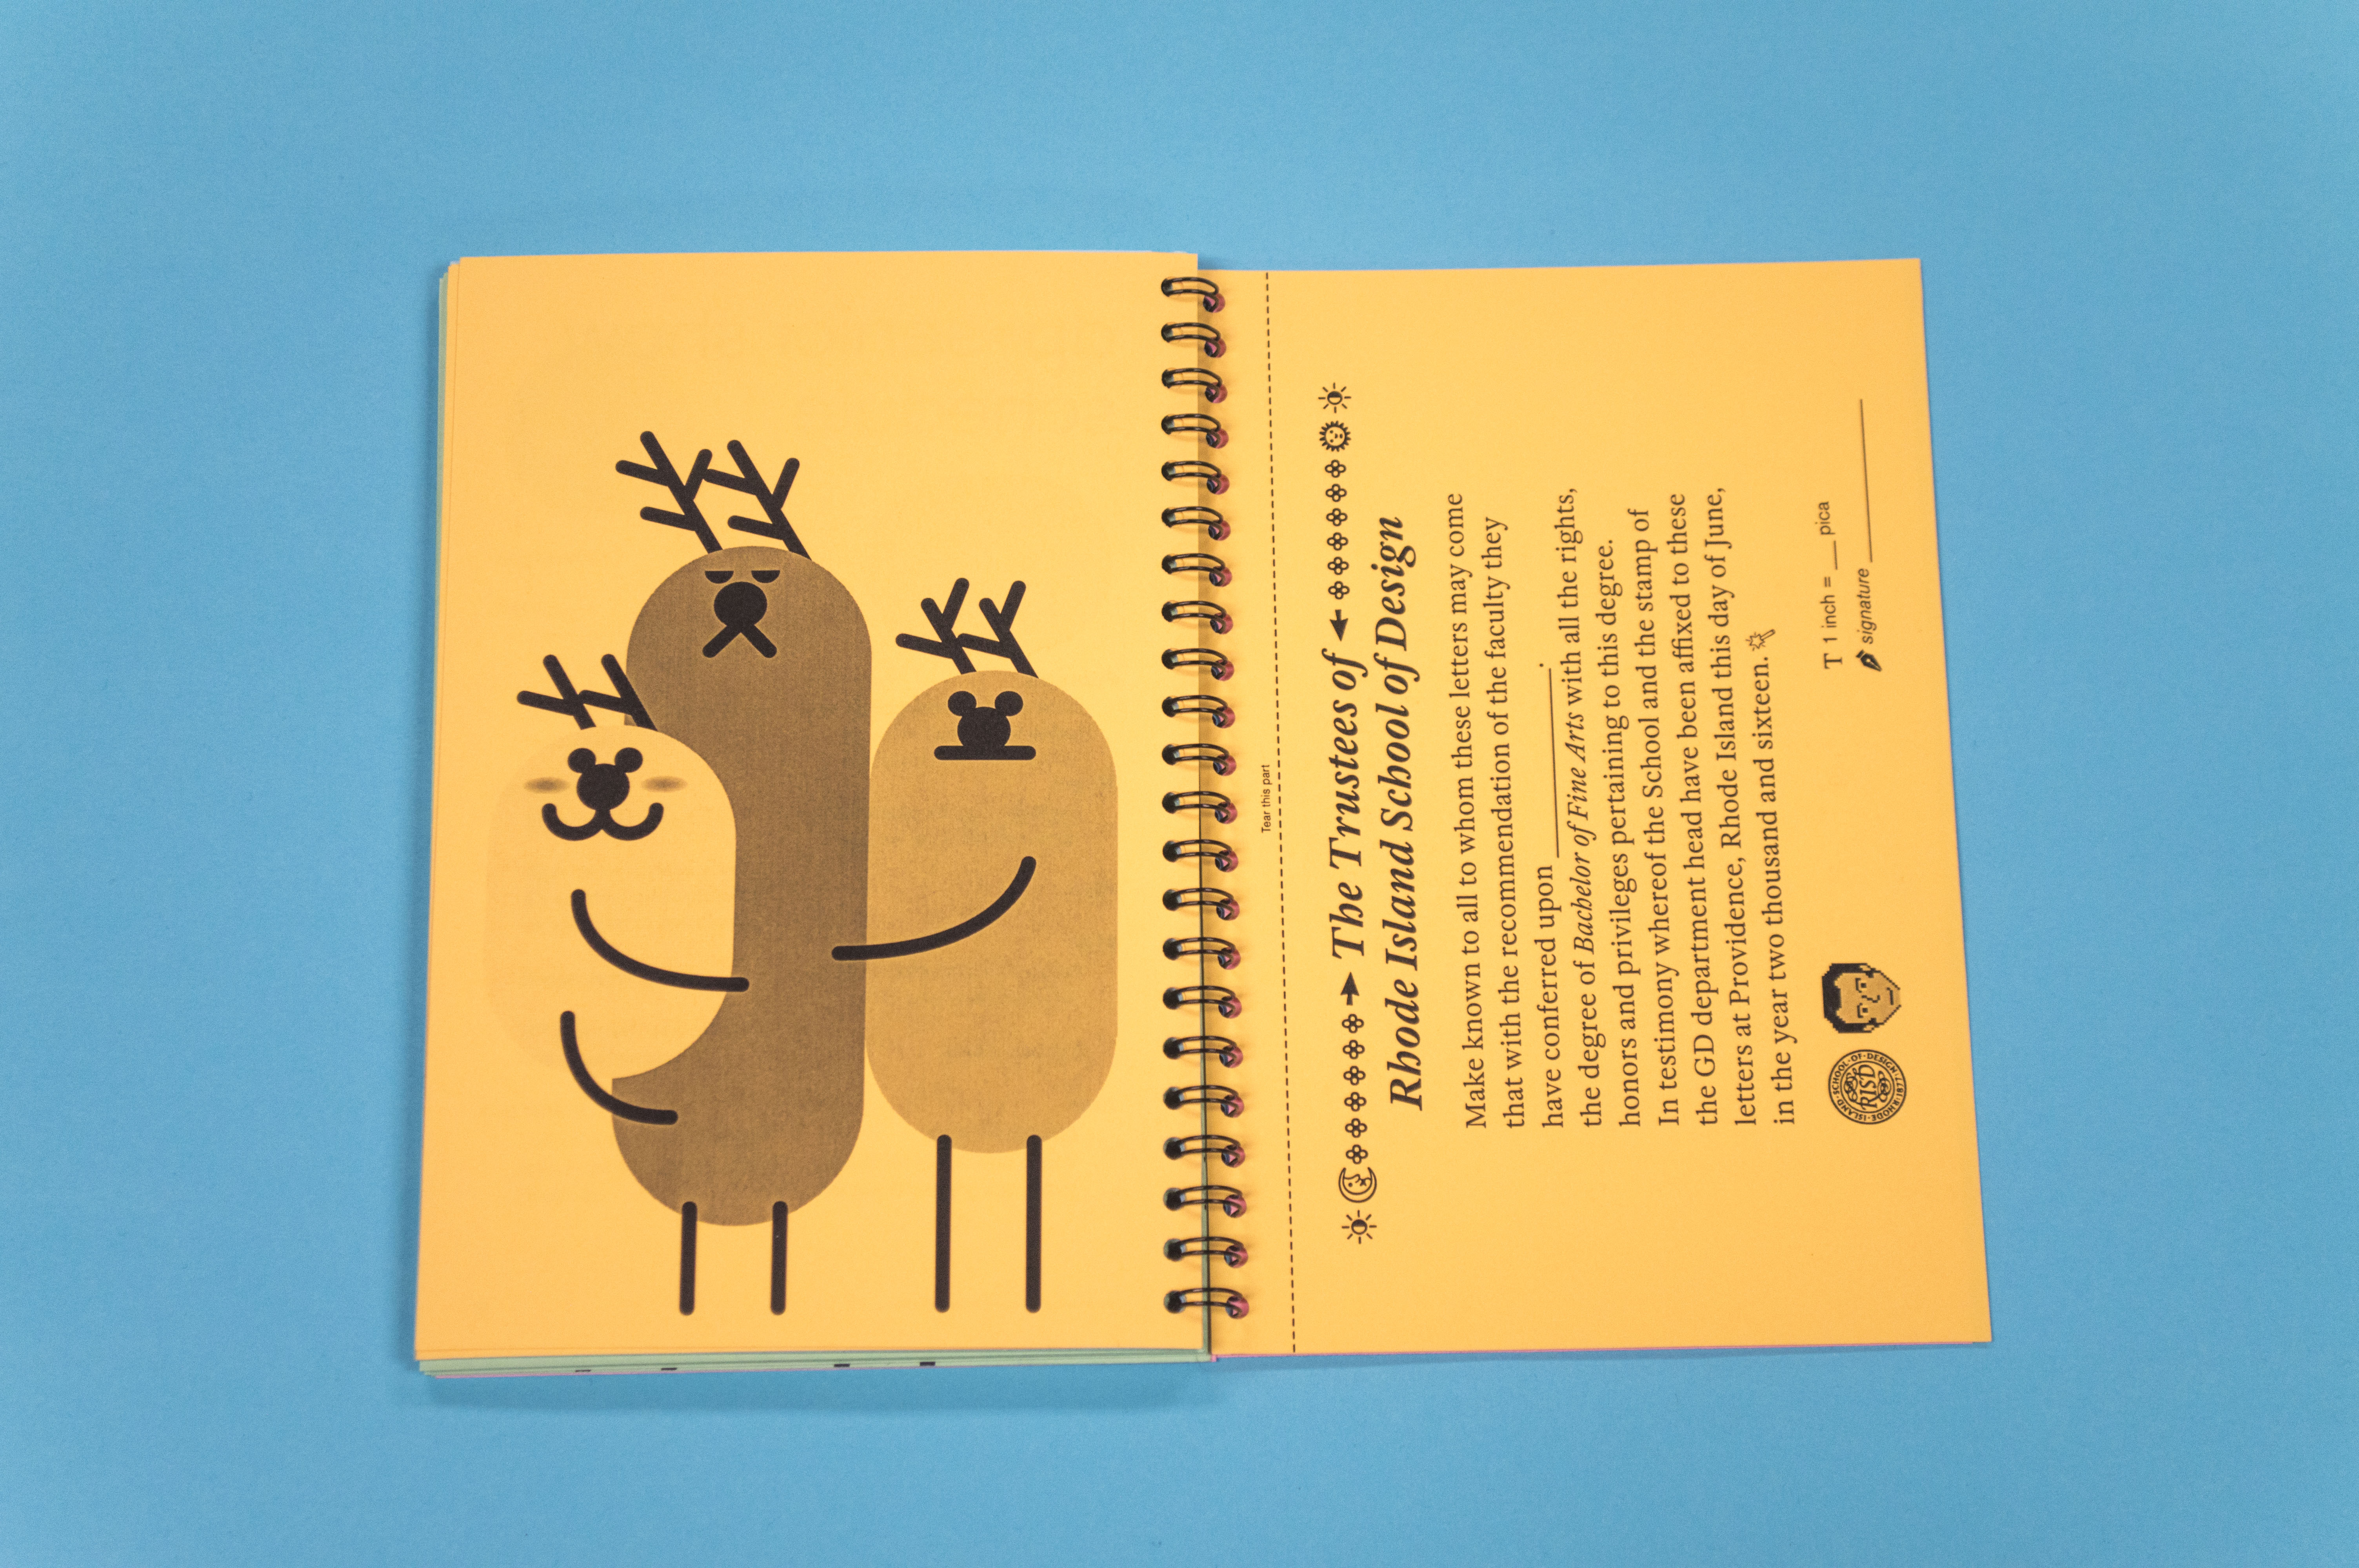 Tear this part
The Trustees of
Rhode Island School of Design
Make known to all to whom these letters may come
that with the recommendation of the faculty they
have conferred upon ____________.
the degree of Bachelor of Fine Arts with all the rights,
honors and privileges pertaining to this degree.
In testimony whereof the School and the stamp of
the GD department head have been affixed to these
letters at Providence, Rhode Island this day of June,
in the year two thousand and sixteen.
T 1 inch = __ pica
signature __________
RHODE·ISLAND·SCHOOL·OF·DESIGN·1877
RISD